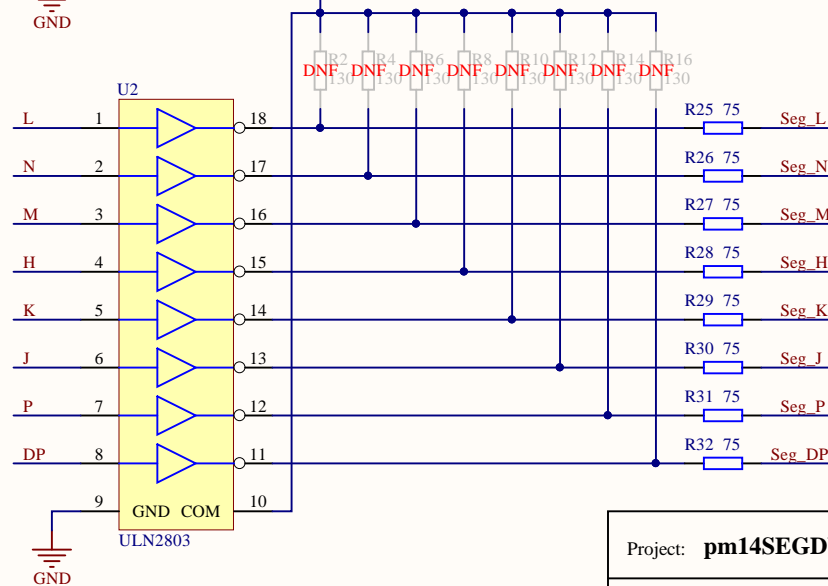 GND
R2 R4 R6 R8 R10 R12 R14 R16
DNF DNF DNF DNF DNF DNF DNF DNF
130 130 130 130 130 130 130 130
U2
L 1 18 R25 75 Seg_L
N 2 17 R26 75 Seg_N
M 3 16 R27 75 Seg_M
H 4 15 R28 75 Seg_H
K 5 14 R29 75 Seg_K
J 6 13 R30 75 Seg_J
P 7 12 R31 75 Seg_P
DP 8 11 R32 75 Seg_DP
9 GND COM 10
ULN2803
GND
Project: pm14SEGD